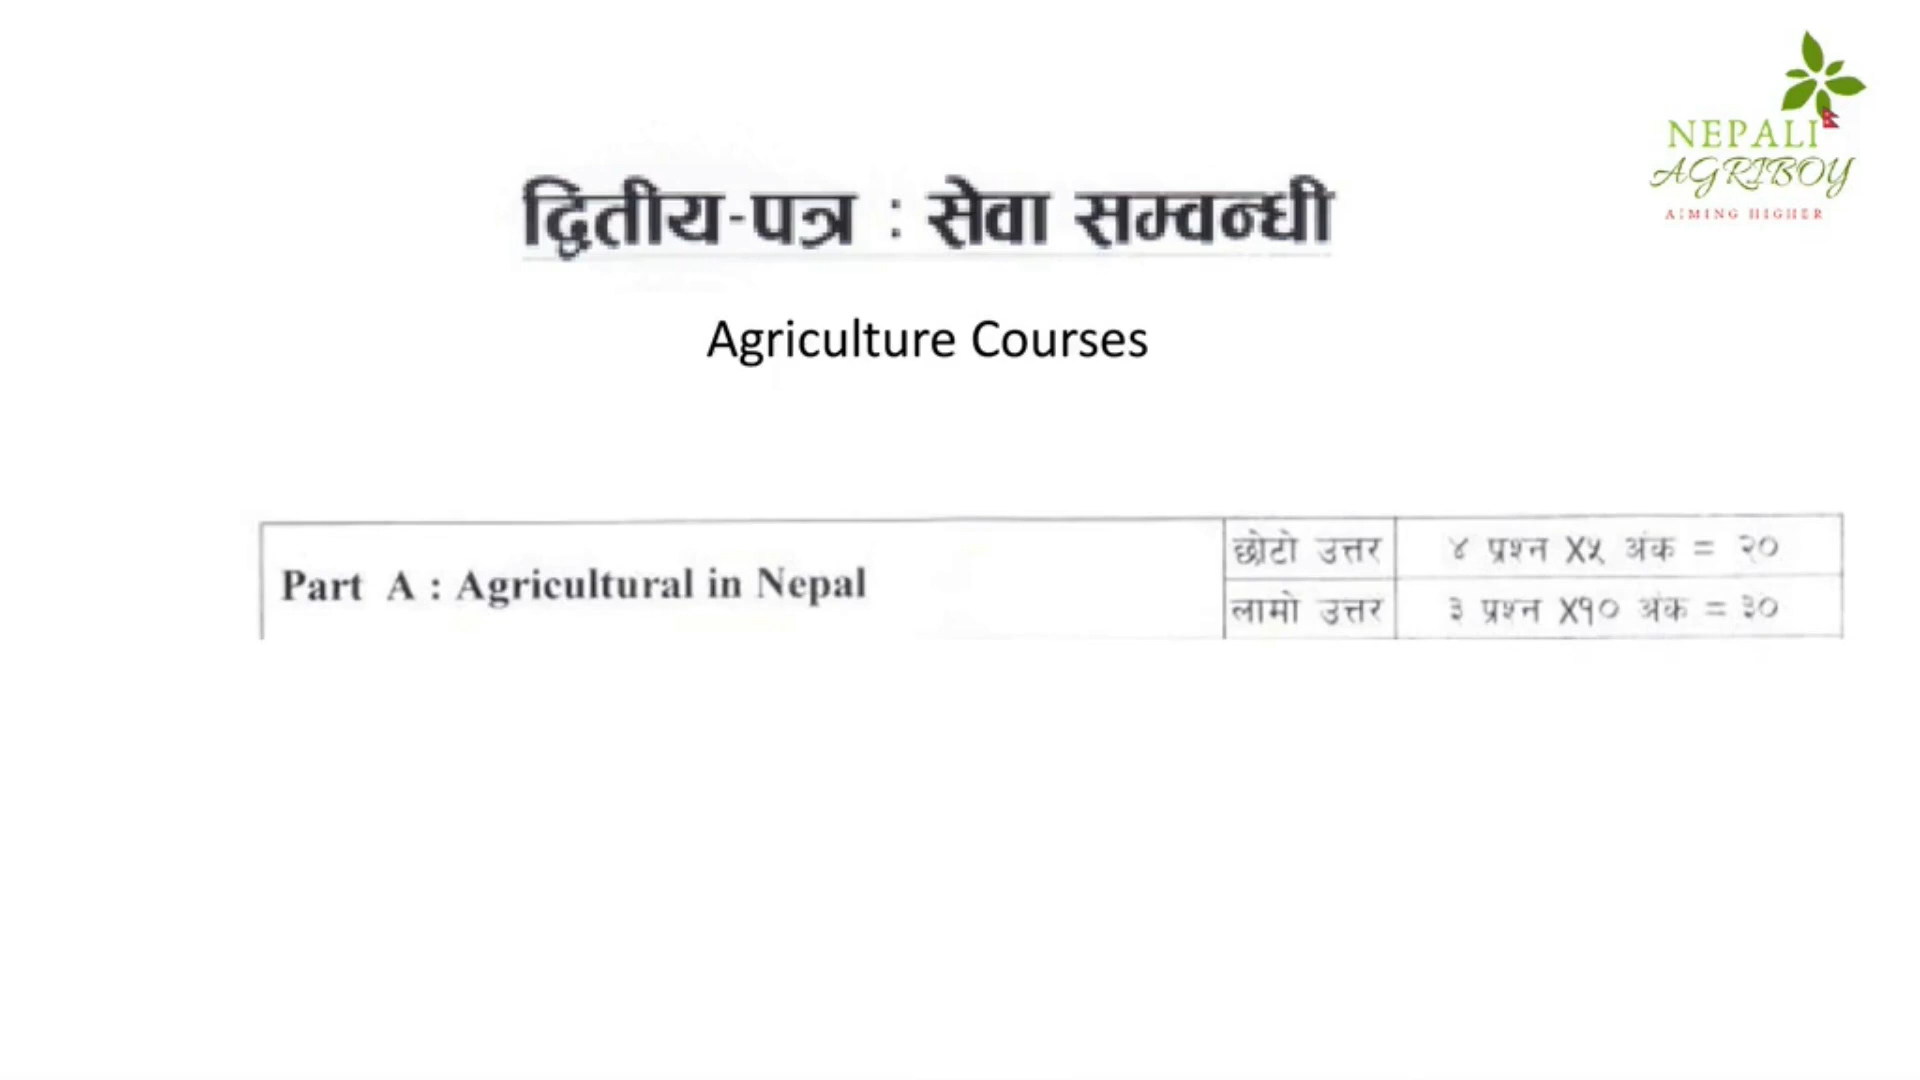 NEPALI
AGRIBOY
AIMING HIGHER
द्वितीय-पत्र : सेवा सम्वन्धी
Agriculture Courses
Part A : Agricultural in Nepal
छोटो उत्तर ४ प्रश्न X५ अंक = २०
लामो उत्तर ३ प्रश्न X१० अंक = ३०